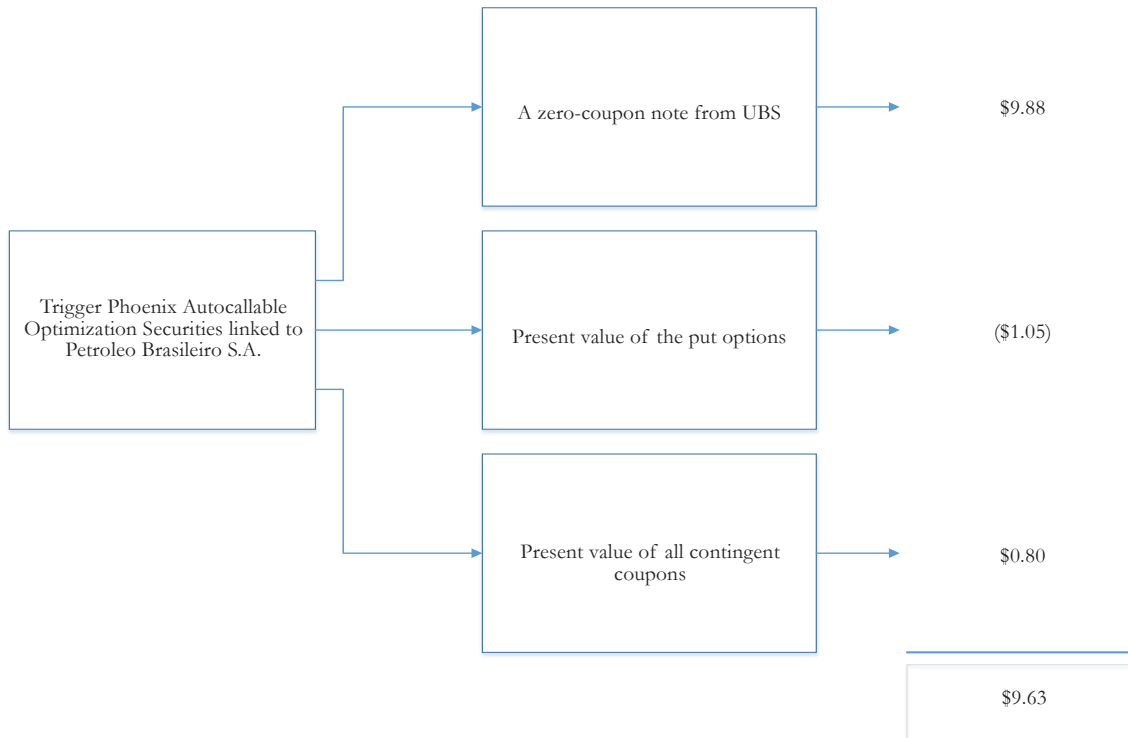 A zero-coupon note from UBS
$9.88
Trigger Phoenix Autocallable
Optimization Securities linked to
Petroleo Brasileiro S.A.
Present value of the put options
($1.05)
Present value of all contingent
coupons
$0.80
$9.63